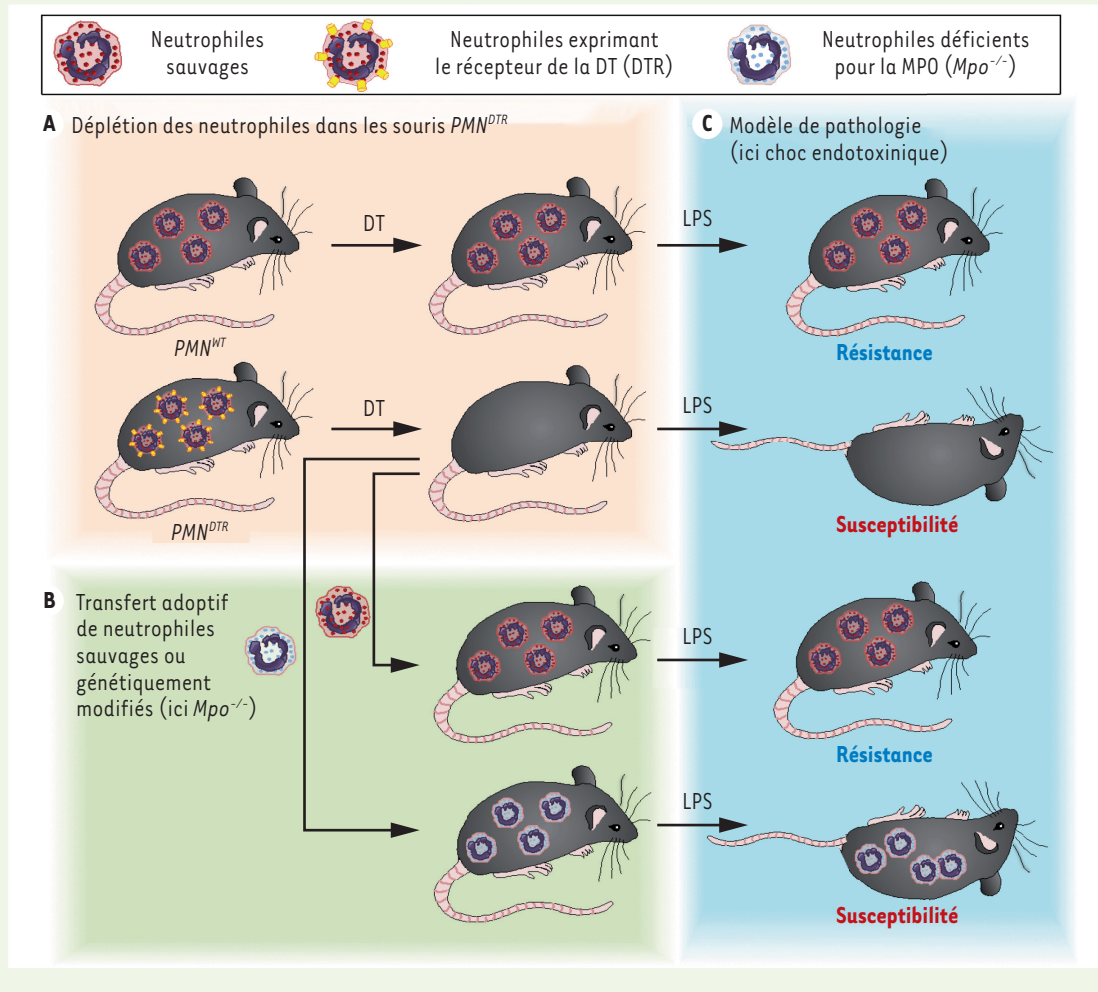 Neutrophiles
sauvages
Neutrophiles exprimant
le récepteur de la DT (DTR)
Neutrophiles déficients
pour la MPO (Mpo-/-)
A Déplétion des neutrophiles dans les souris PMNDTR
DT
PMNWT
DT
PMNDTR
B Transfert adoptif
de neutrophiles
sauvages ou
génétiquement
modifiés (ici Mpo-/-)
C Modèle de pathologie
(ici choc endotoxinique)
LPS
Résistance
LPS
Susceptibilité
LPS
Résistance
LPS
Susceptibilité